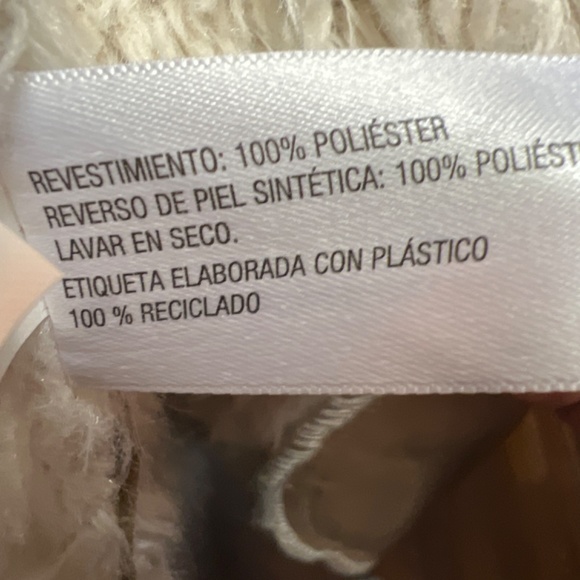 REVESTIMIENTO: 100% POLIÉSTER
REVERSO DE PIEL SINTÉTICA: 100% POLIÉST
LAVAR EN SECO.
ETIQUETA ELABORADA CON PLÁSTICO
100 % RECICLADO